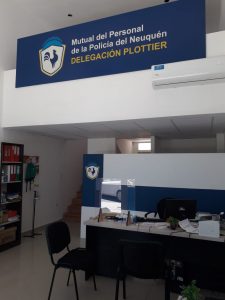 Mutual del Personal
de la Policía del Neuquén
DELEGACIÓN PLOTTIER